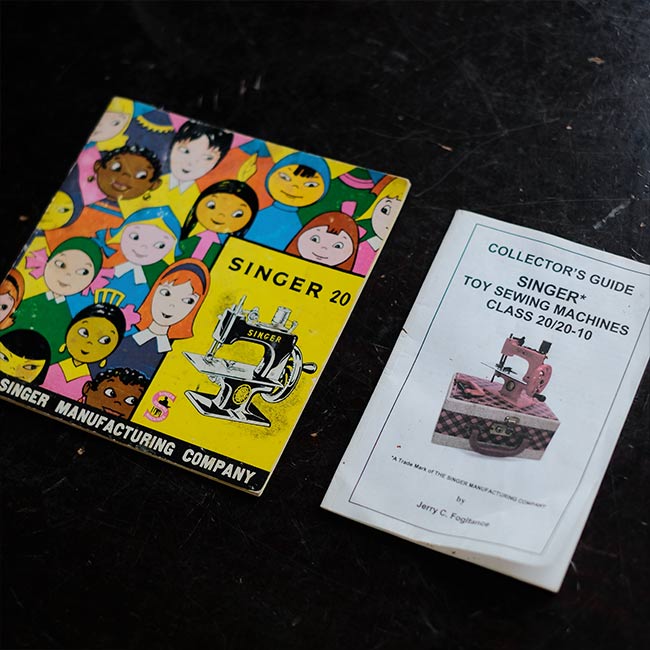 SINGER 20
SINGER
S
SINGER MANUFACTURING COMPANY
COLLECTOR'S GUIDE
SINGER*
TOY SEWING MACHINES
CLASS 20/20-10
*A Trade Mark of THE SINGER MANUFACTURING COMPANY
by
Jerry C. Fogltance